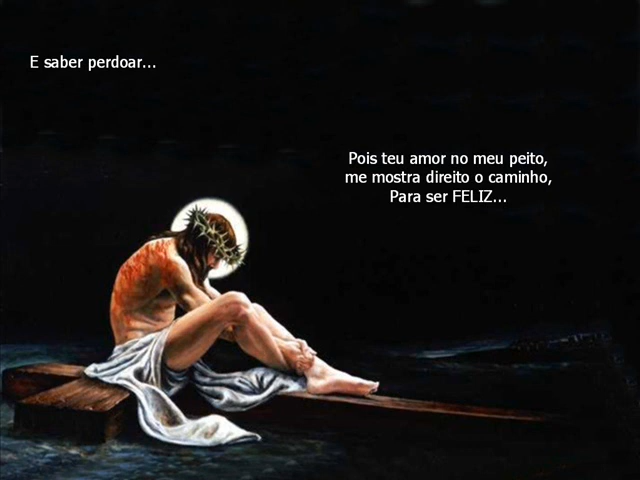 E saber perdoar...
Pois teu amor no meu peito,
me mostra direito o caminho,
Para ser FELIZ...